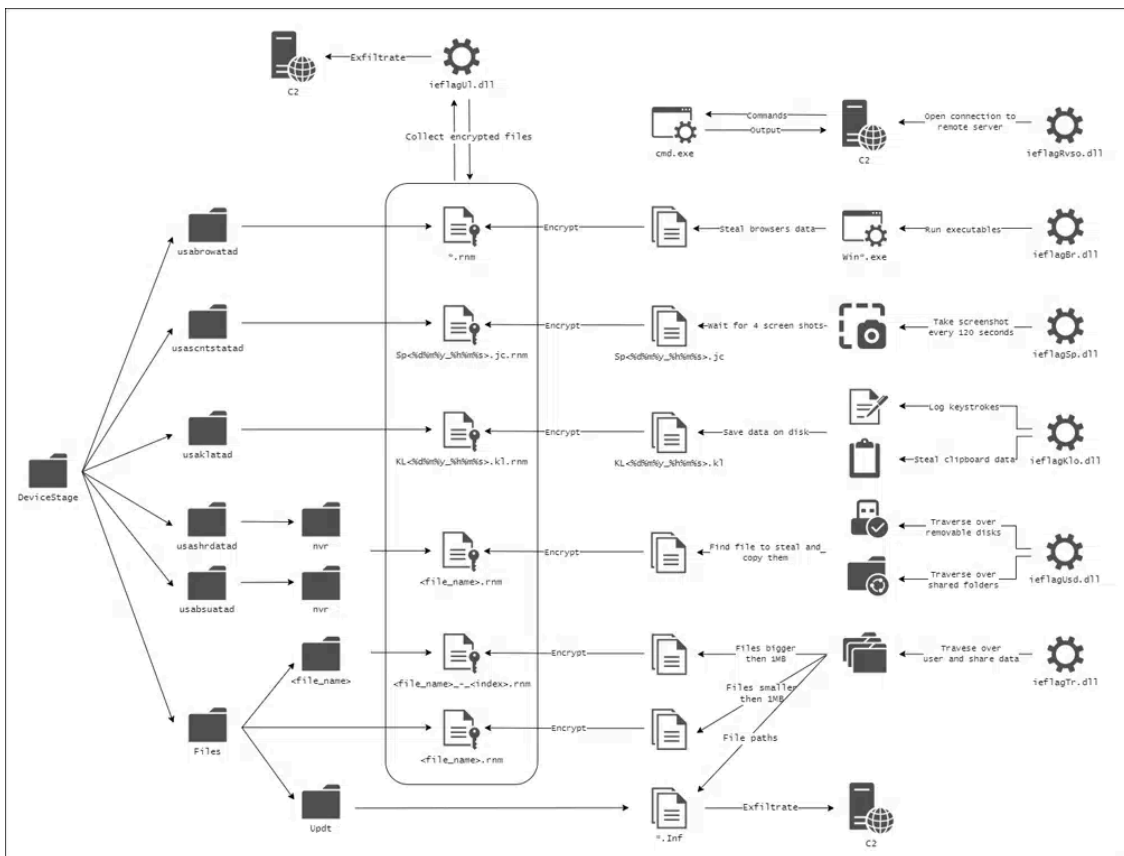 Exfiltrate
C2
ieflagUl.dll
Collect encrypted files
Commands
Output
cmd.exe
C2
Open connection to
remote server
ieflagRvso.dll
usabrowatad
*.rnm
Encrypt
Steal browsers data
Win*.exe
Run executables
ieflagBr.dll
usascntstatad
Sp<%d%m%y_%h%m%s>.jc.rnm
Encrypt
Sp<%d%m%y_%h%m%s>.jc
Wait for 4 screen shots
Take screenshot
every 120 seconds
ieflagSp.dll
usaklatad
KL<%d%m%y_%h%m%s>.kl.rnm
Encrypt
KL<%d%m%y_%h%m%s>.kl
Save data on disk
Log keystrokes
Steal clipboard data
ieflagKlo.dll
DeviceStage
usashrdatad
nvr
usabsuatad
nvr
<file_name>.rnm
Encrypt
Find file to steal and
copy them
Traverse over
removable disks
Traverse over
shared folders
ieflagUsd.dll
<file_name>
<file_name>_-_<index>.rnm
Encrypt
Files bigger
then 1MB
Travese over
user and share data
ieflagTr.dll
Files smaller
then 1MB
Files
<file_name>.rnm
Encrypt
File paths
Updt
*.Inf
Exfiltrate
C2